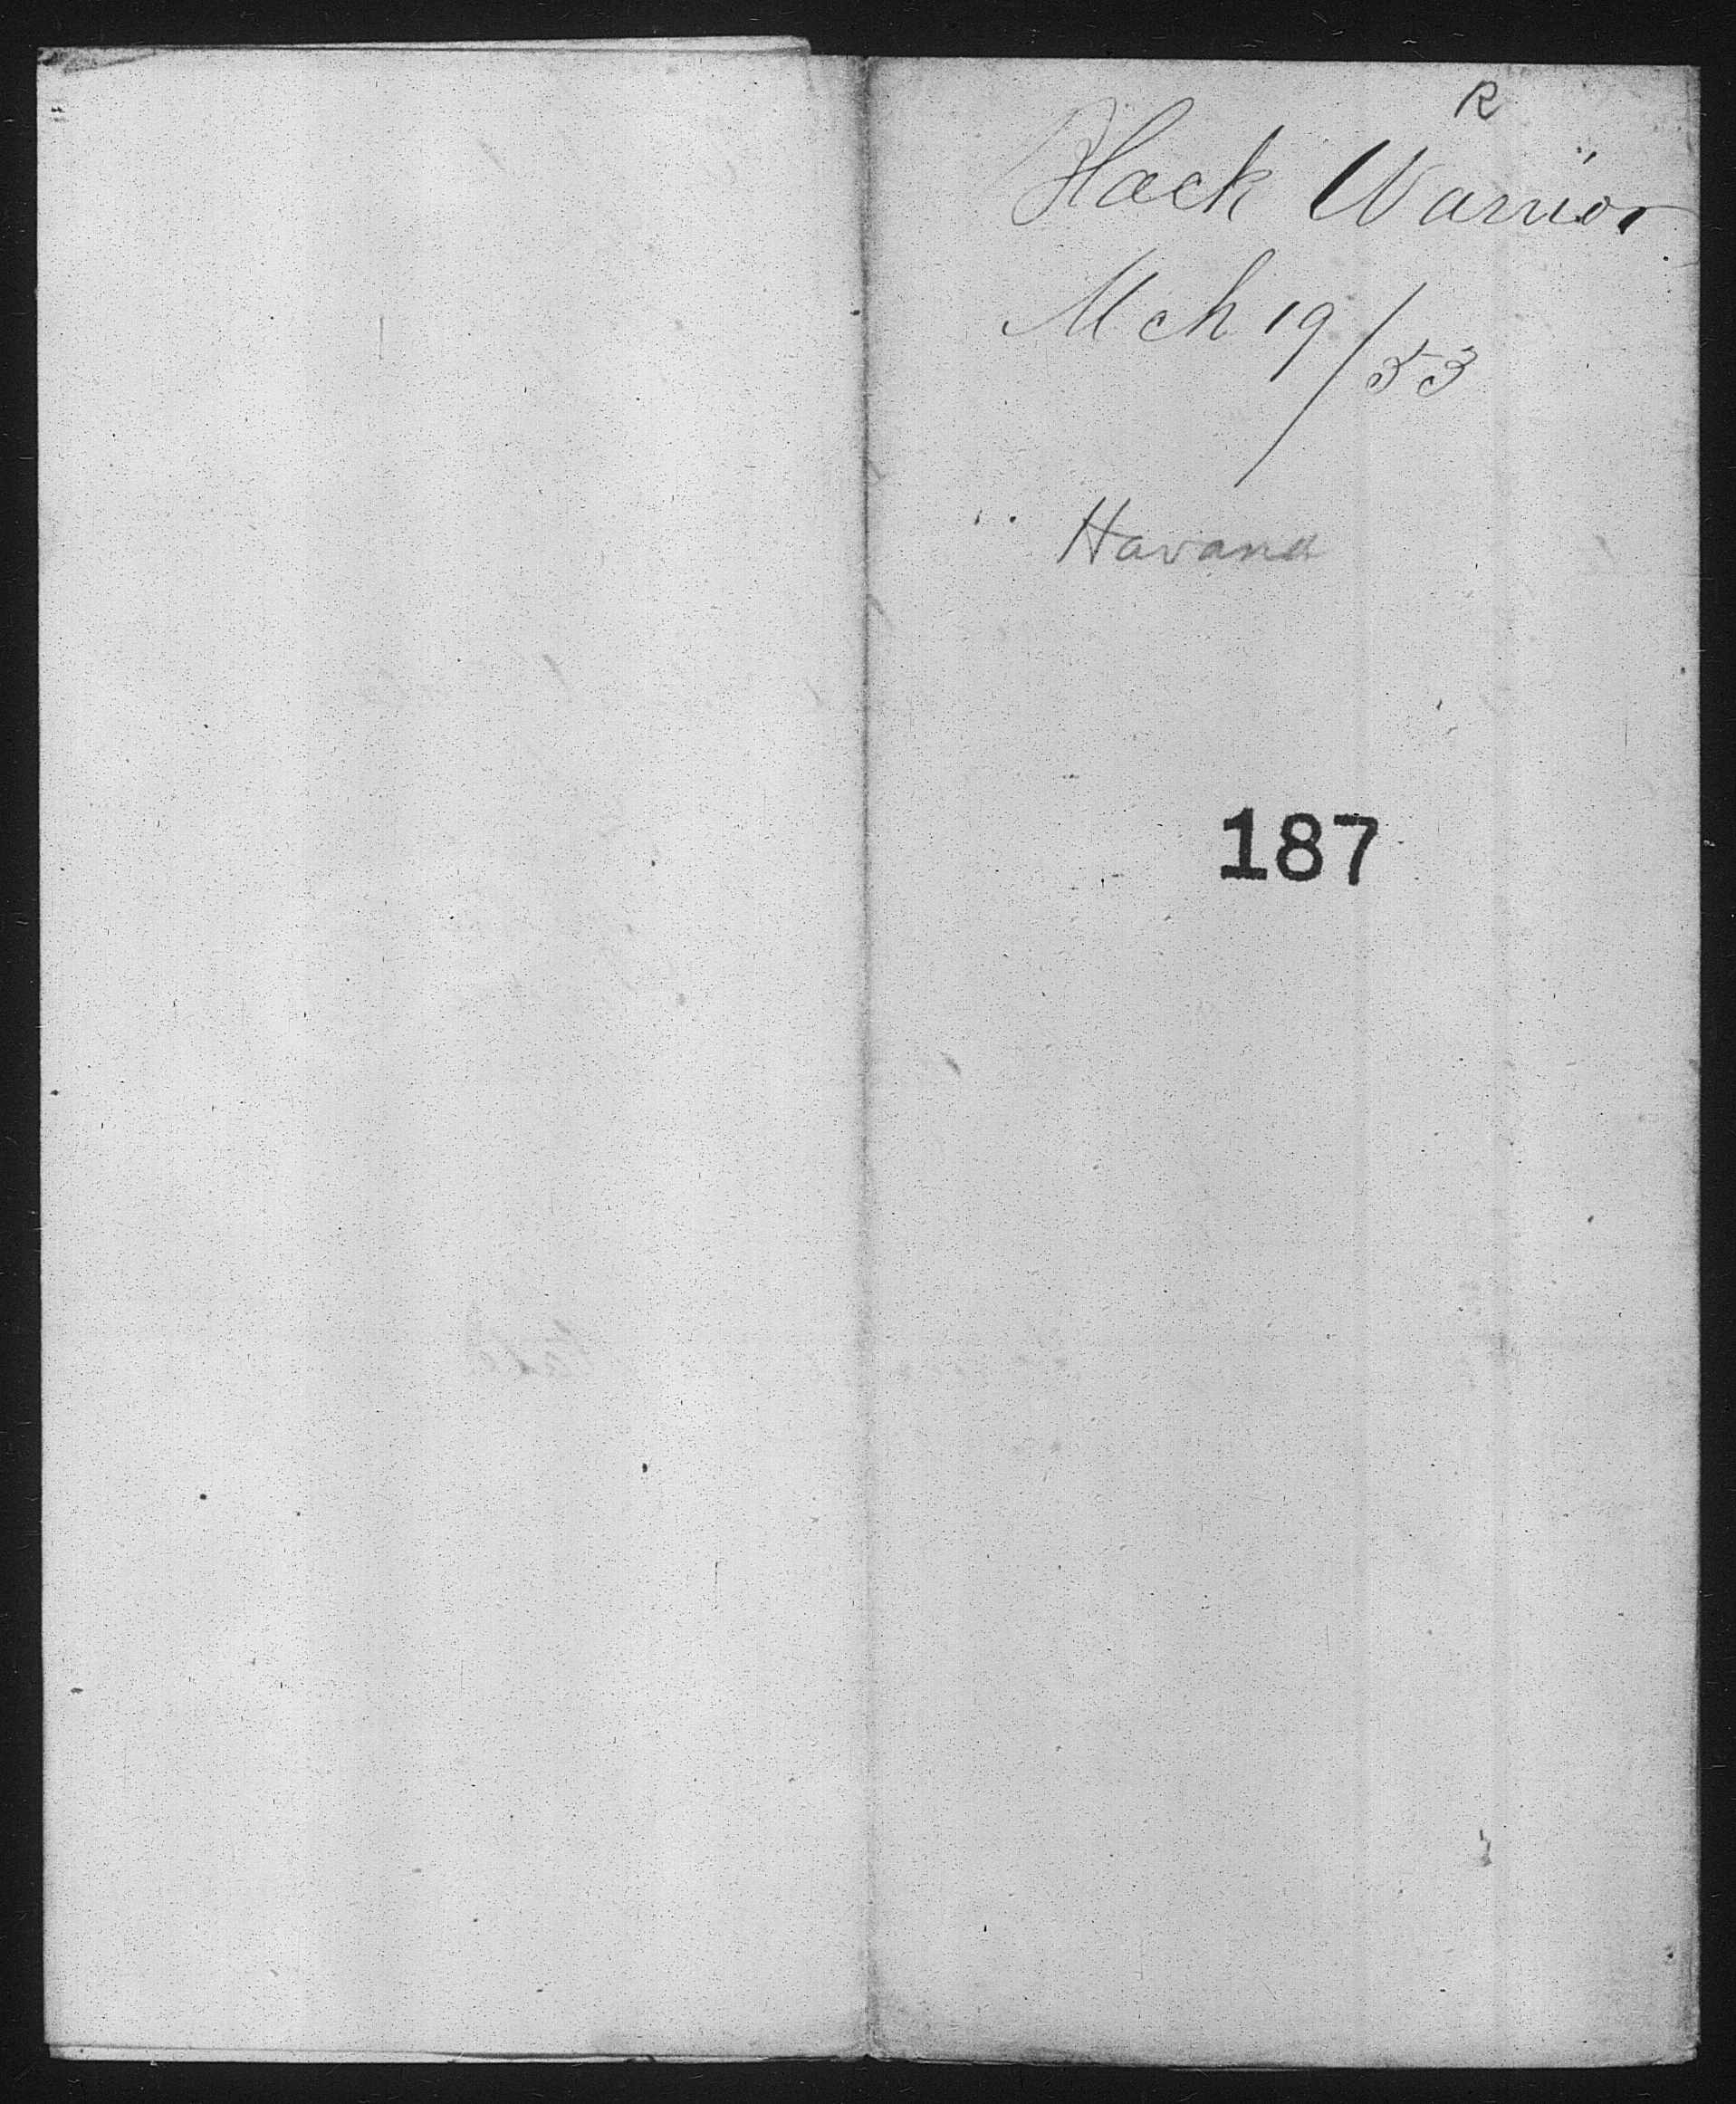 R
Black Warrior
Mch 19/53
Havana
187